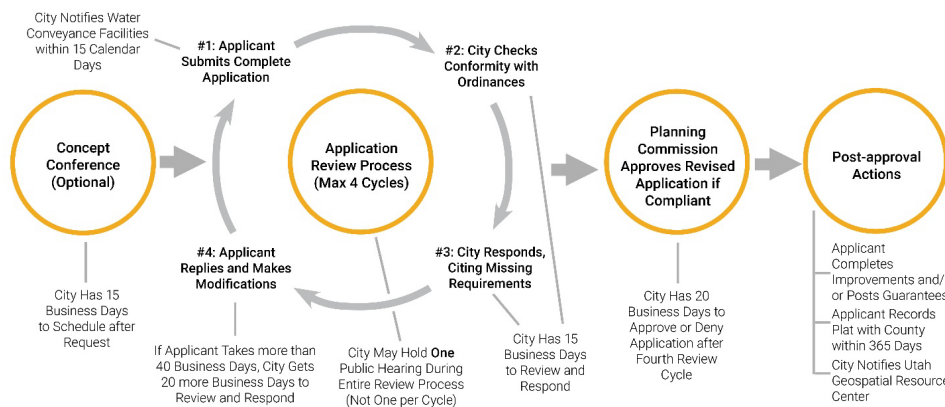 City Notifies Water
Conveyance Facilities
within 15 Calendar
Days
#1: Applicant
Submits Complete
Application
#2: City Checks
Conformity with
Ordinances
Concept
Conference
(Optional)
Application
Review Process
(Max 4 Cycles)
Planning
Commission
Approves Revised
Application if
Compliant
Post-approval
Actions
#4: Applicant
Replies and Makes
Modifications
#3: City Responds,
Citing Missing
Requirements
City Has 15
Business Days
to Schedule after
Request
If Applicant Takes more than
40 Business Days, City Gets
20 more Business Days to
Review and Respond
City May Hold One
Public Hearing During
Entire Review Process
(Not One per Cycle)
City Has 15
Business Days
to Review and
Respond
City Has 20
Business Days to
Approve or Deny
Application after
Fourth Review
Cycle
Applicant
Completes
Improvements and/
or Posts Guarantees
Applicant Records
Plat with County
within 365 Days
City Notifies Utah
Geospatial Resource
Center